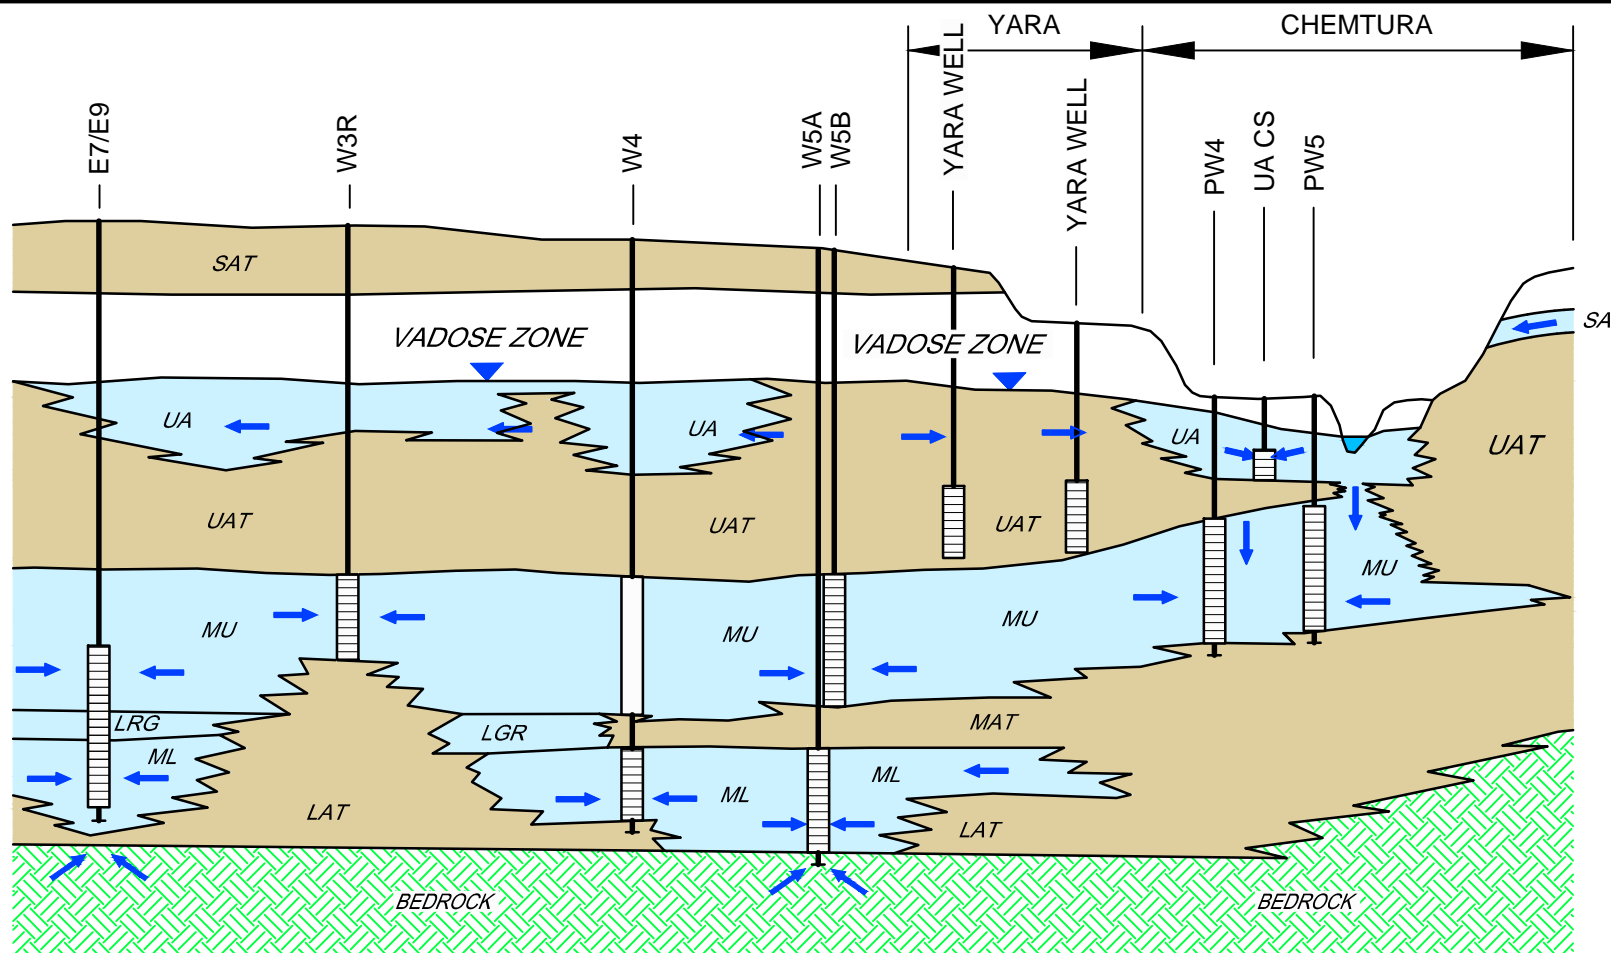 YARA
CHEMTURA
E7/E9
W3R
W4
W5A
W5B
YARA WELL
YARA WELL
PW4
UA CS
PW5
SAT
VADOSE ZONE
VADOSE ZONE
SA
UA
UA
UA
UAT
UAT
UAT
UAT
MU
MU
MU
MU
LRG
LGR
MAT
ML
ML
ML
LAT
LAT
BEDROCK
BEDROCK